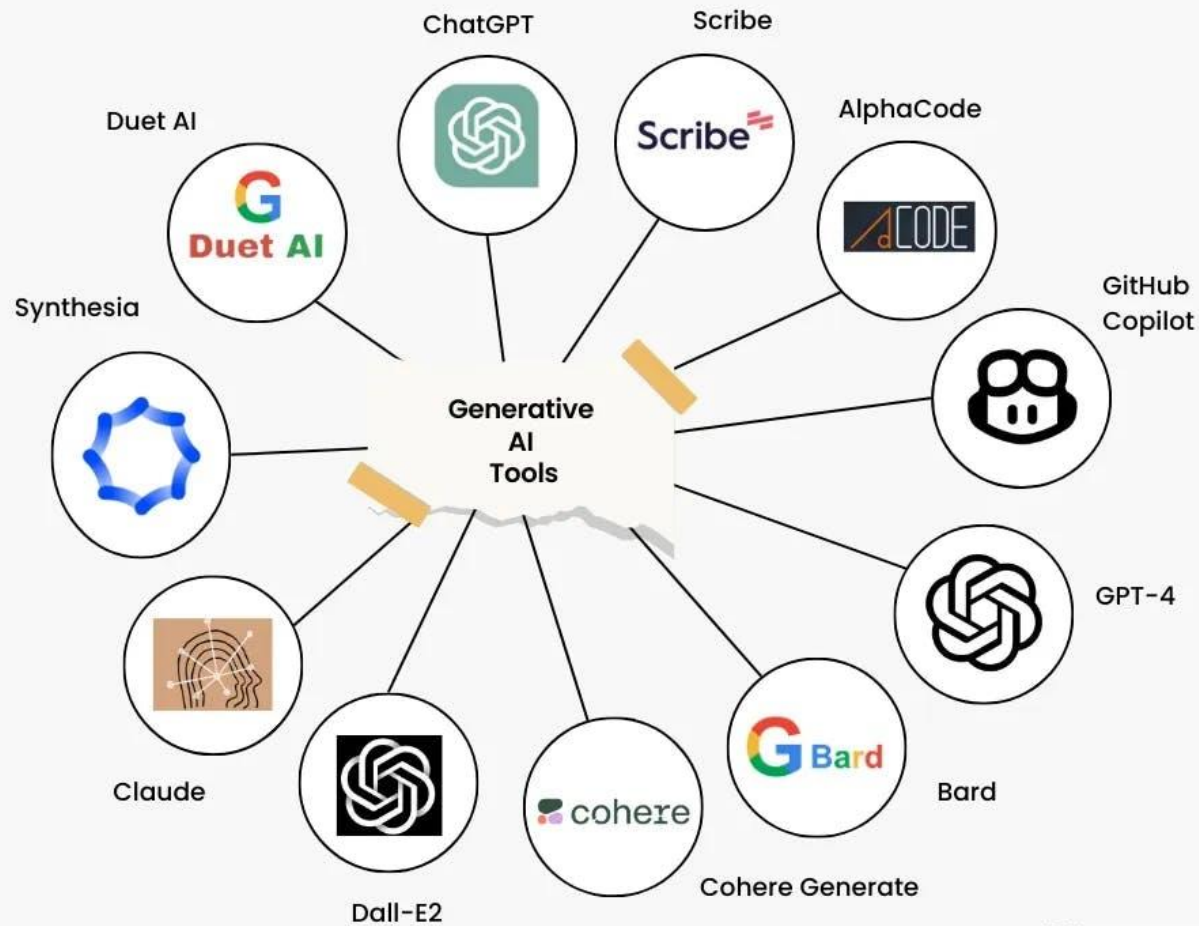 ChatGPT
Scribe
Scribe
AlphaCode
Duet AI
G
Duet AI
CODE
GitHub
Copilot
Synthesia
Generative
AI
Tools
GPT-4
G Bard
Bard
Claude
cohere
Cohere Generate
Dall-E2